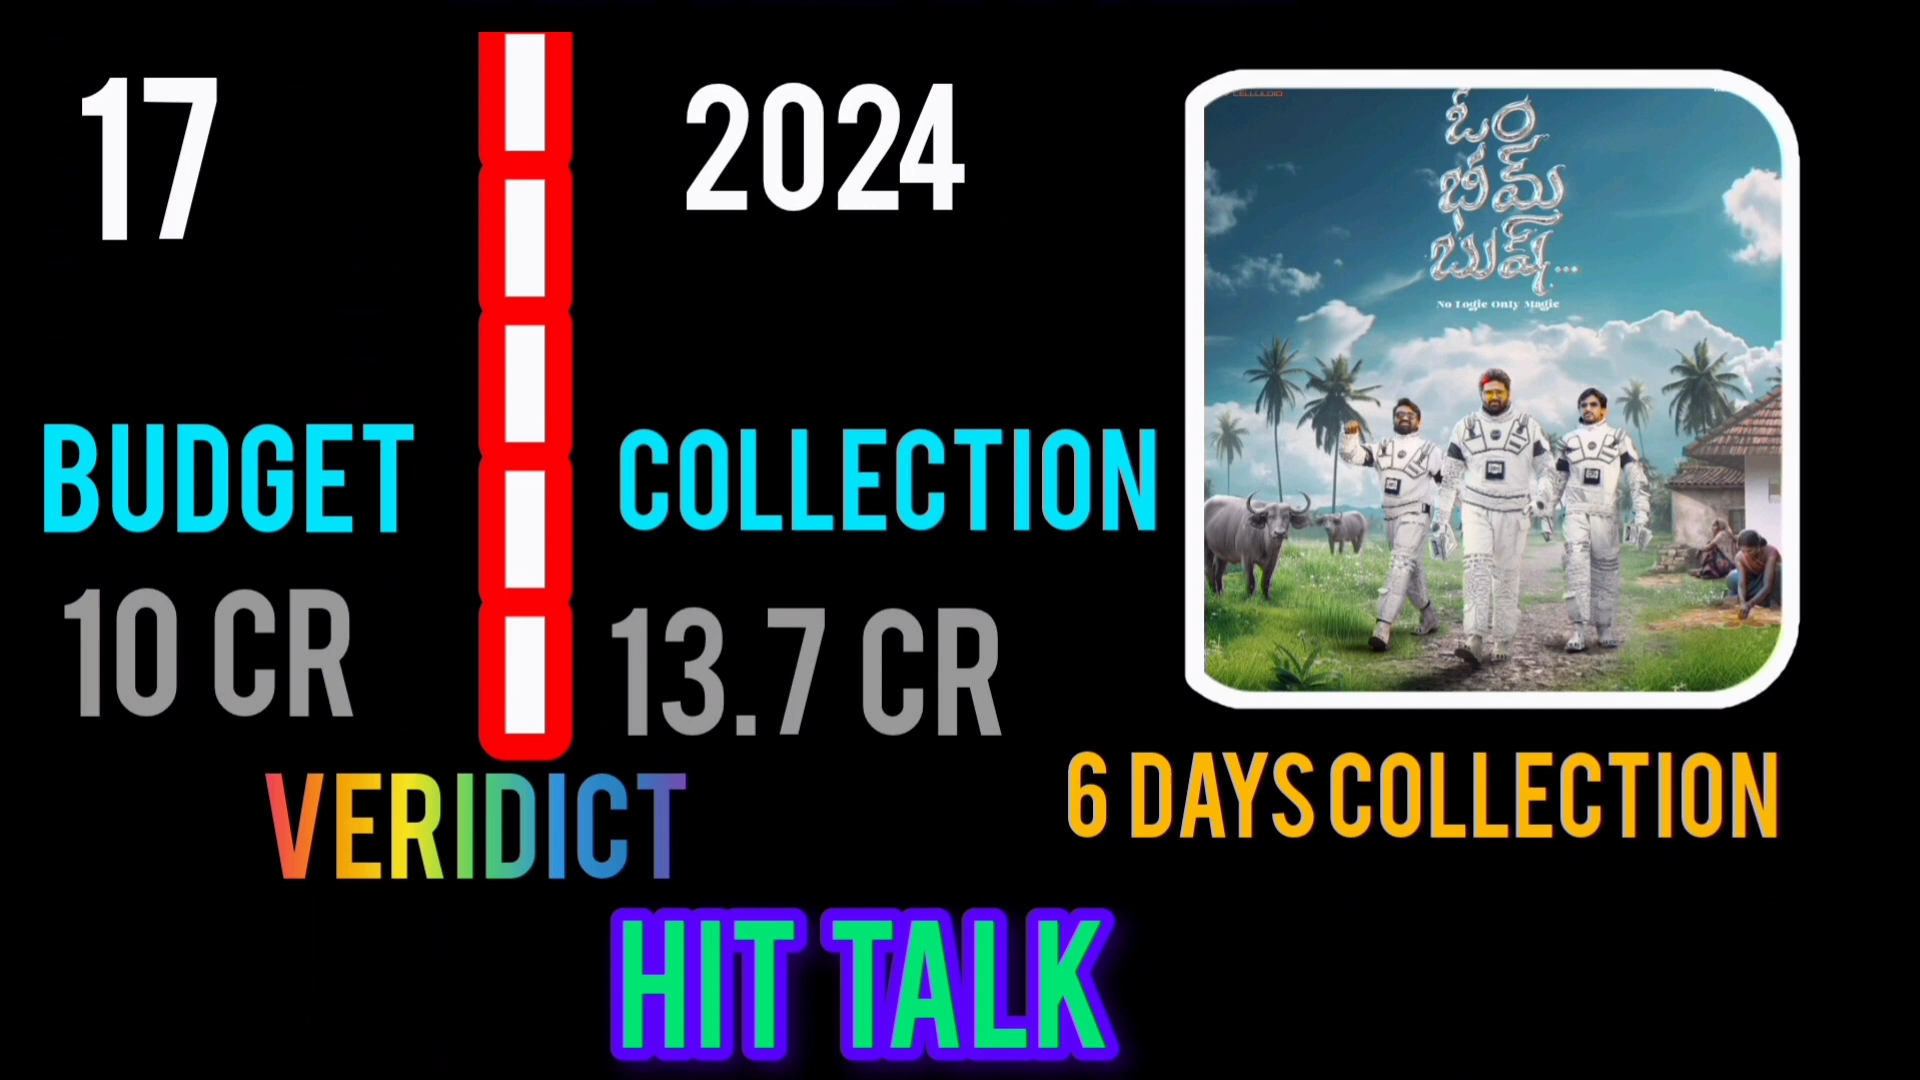 17
2024
CELLULOID
ఓం
భీమ్
బుష్...
No Logic Only Magic
BUDGET
COLLECTION
10 CR
13.7 CR
6 DAYS COLLECTION
VERIDICT
HIT TALK